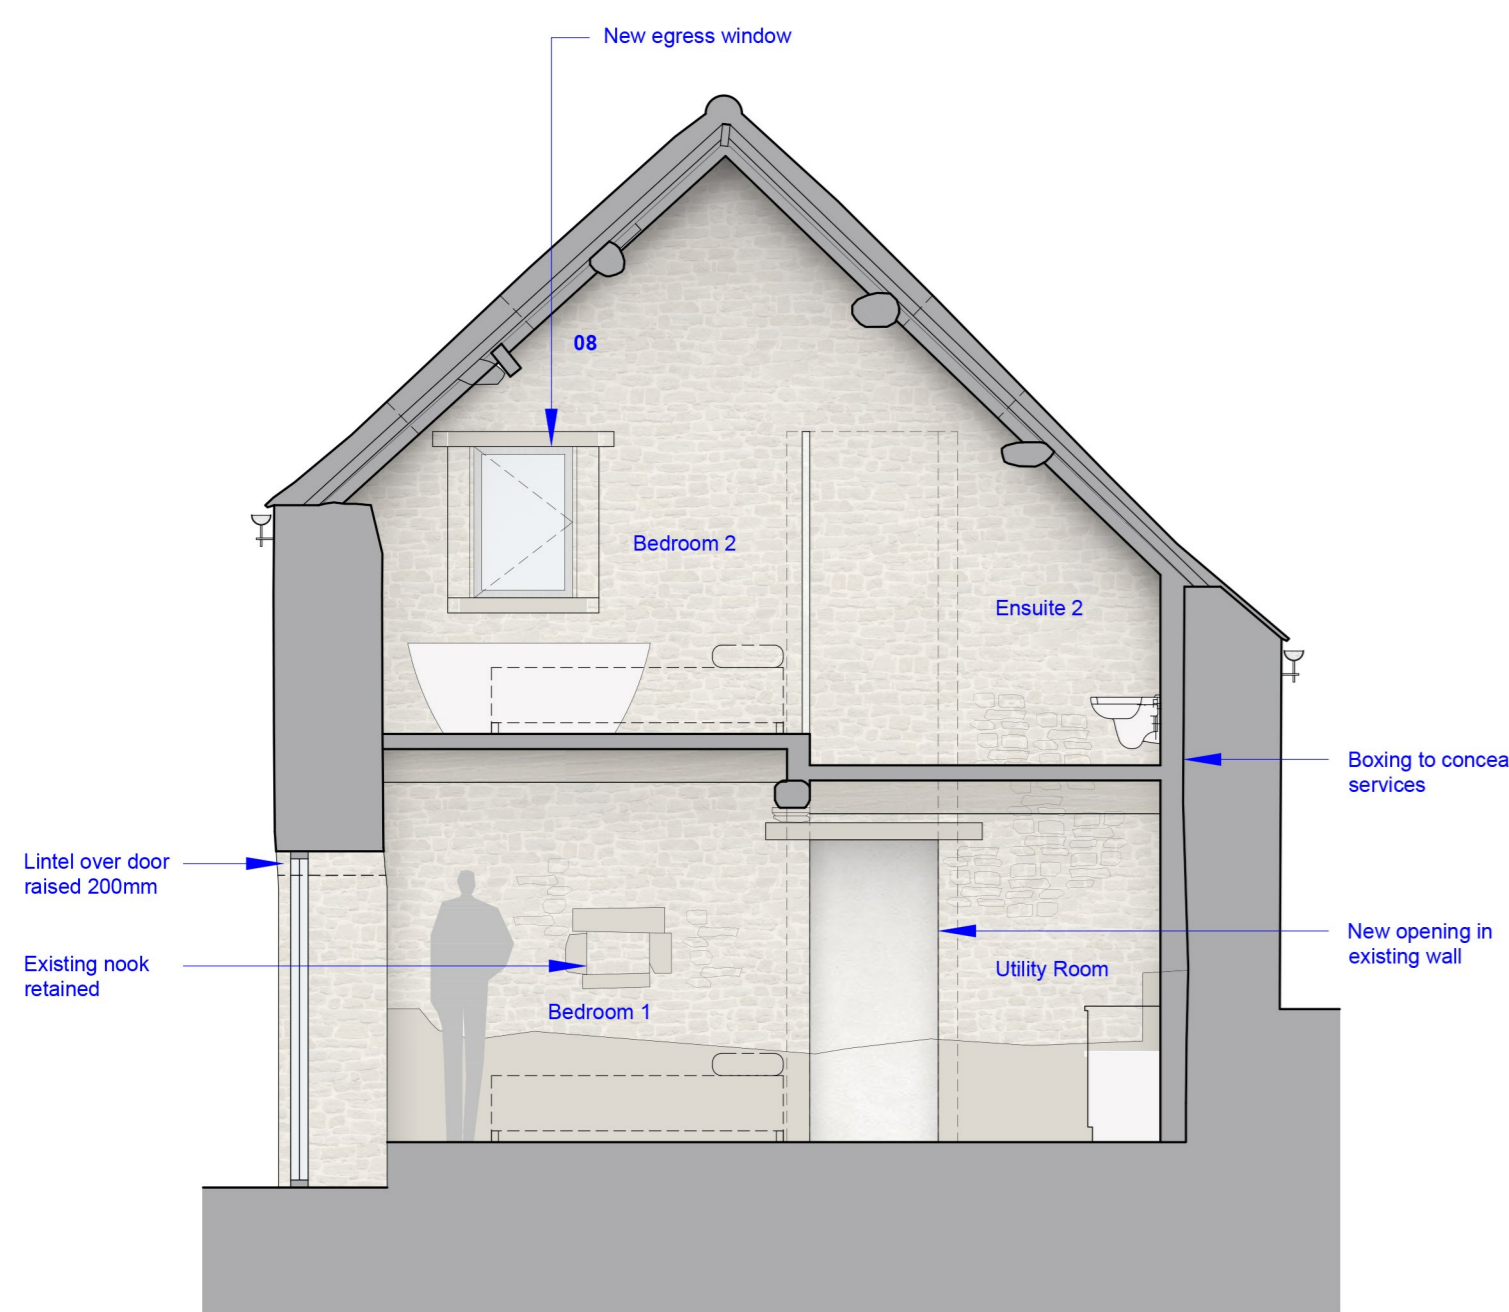 New egress window
08
Bedroom 2
Ensuite 2
Boxing to concea
services
Lintel over door
raised 200mm
New opening in
existing wall
Existing nook
retained
Utility Room
Bedroom 1